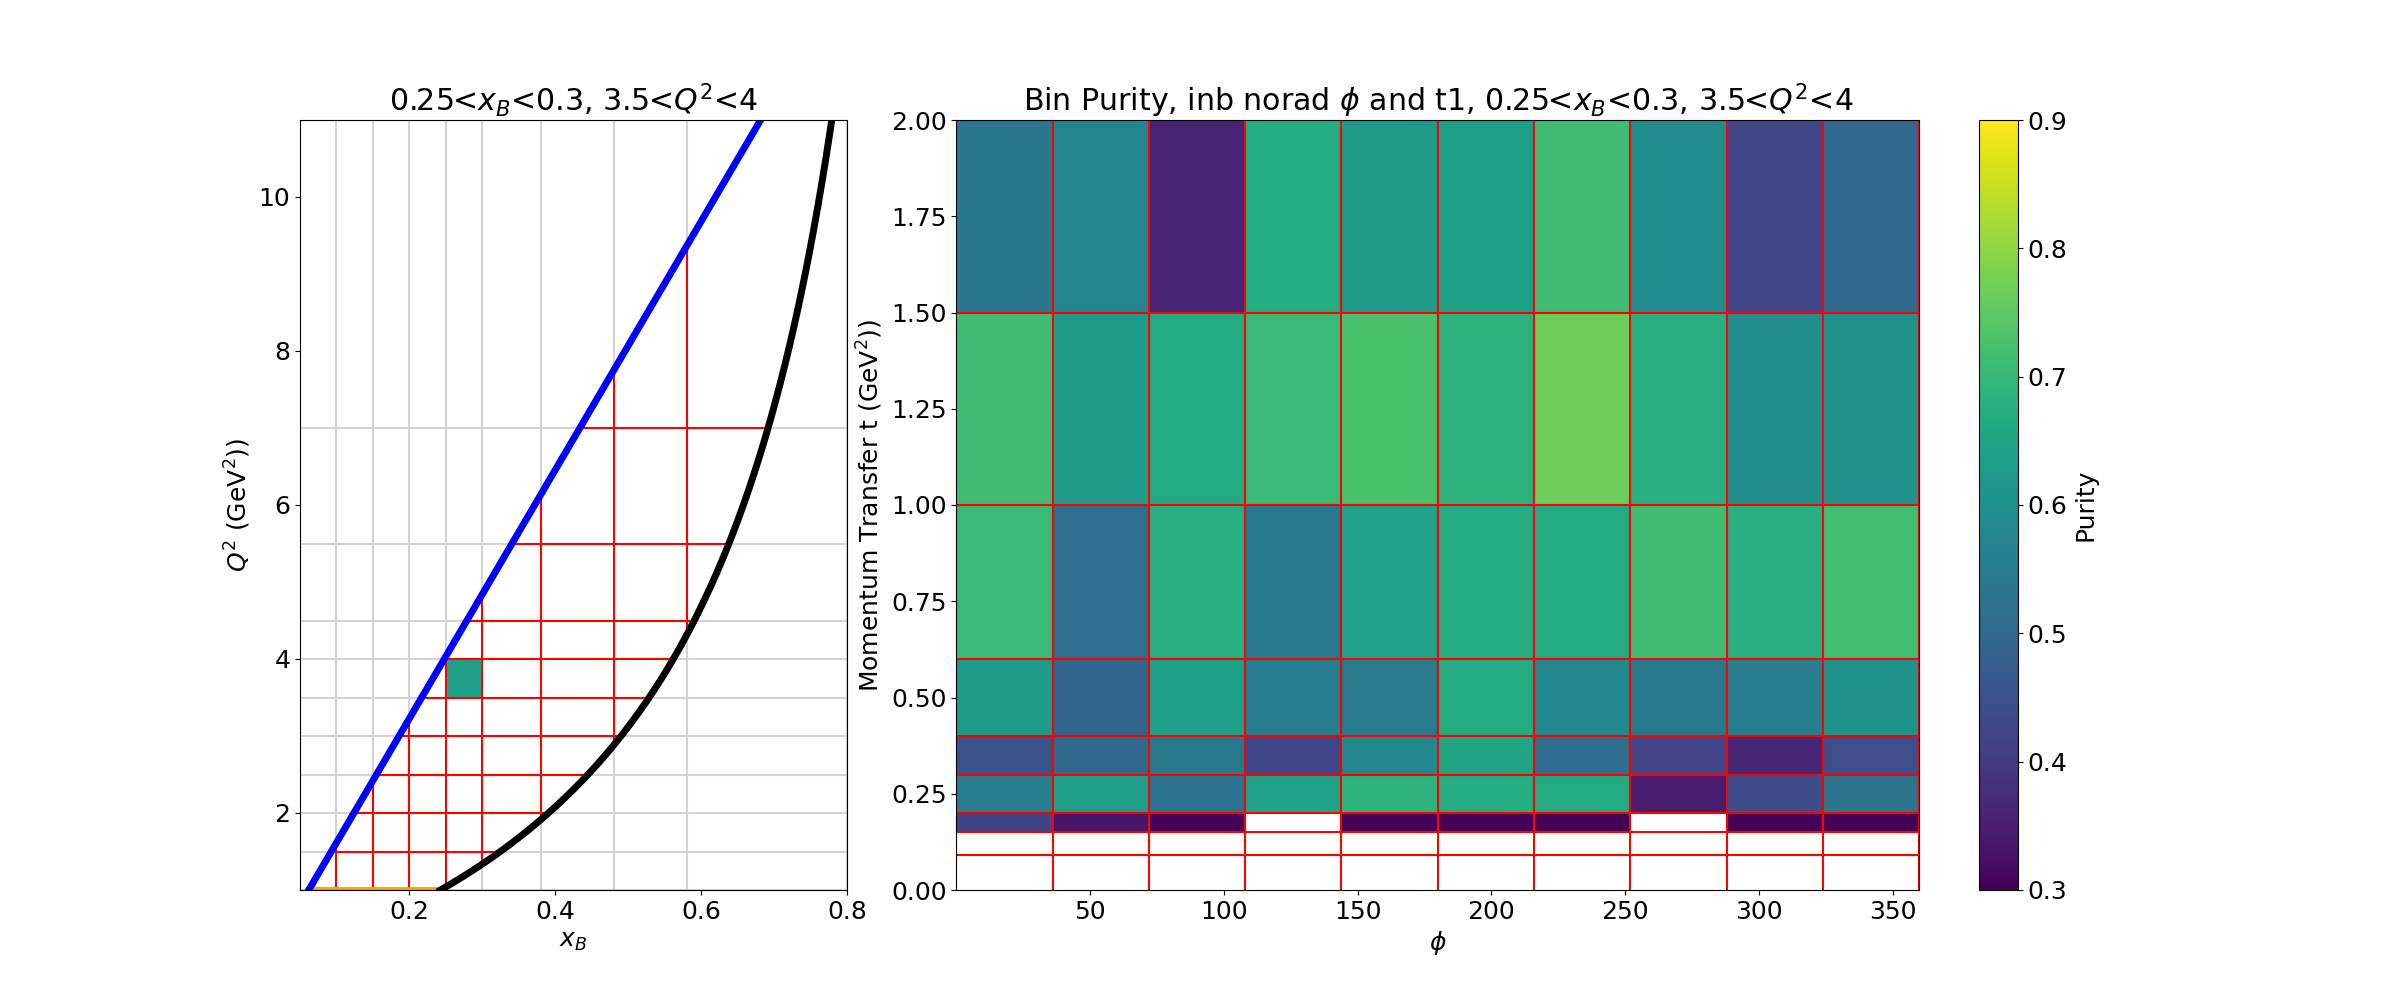 0.25<x_B<0.3, 3.5<Q^2<4
Q^2 (GeV^2))
10
8
6
4
2
0.2 0.4 0.6 0.8
x_B
Bin Purity, inb norad ϕ and t1, 0.25<x_B<0.3, 3.5<Q^2<4
Momentum Transfer t (GeV^2))
2.00
1.75
1.50
1.25
1.00
0.75
0.50
0.25
0.00
50 100 150 200 250 300 350
ϕ
0.9
0.8
0.7
0.6
0.5
0.4
0.3
Purity